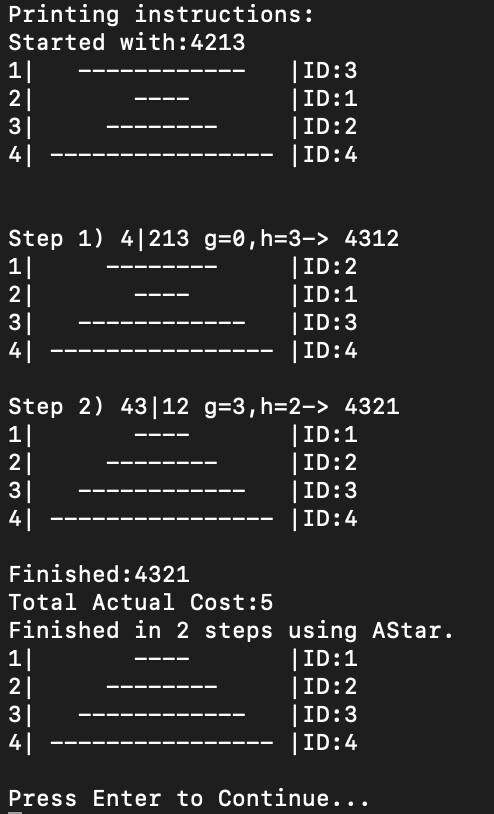 Printing instructions:
Started with:4213
1|   ------------   |ID:3
2|       ----       |ID:1
3|     --------     |ID:2
4| ---------------- |ID:4
Step 1) 4|213 g=0,h=3-> 4312
1|     --------     |ID:2
2|       ----       |ID:1
3|   ------------   |ID:3
4| ---------------- |ID:4
Step 2) 43|12 g=3,h=2-> 4321
1|       ----       |ID:1
2|     --------     |ID:2
3|   ------------   |ID:3
4| ---------------- |ID:4
Finished:4321
Total Actual Cost:5
Finished in 2 steps using AStar.
1|       ----       |ID:1
2|     --------     |ID:2
3|   ------------   |ID:3
4| ---------------- |ID:4
Press Enter to Continue...